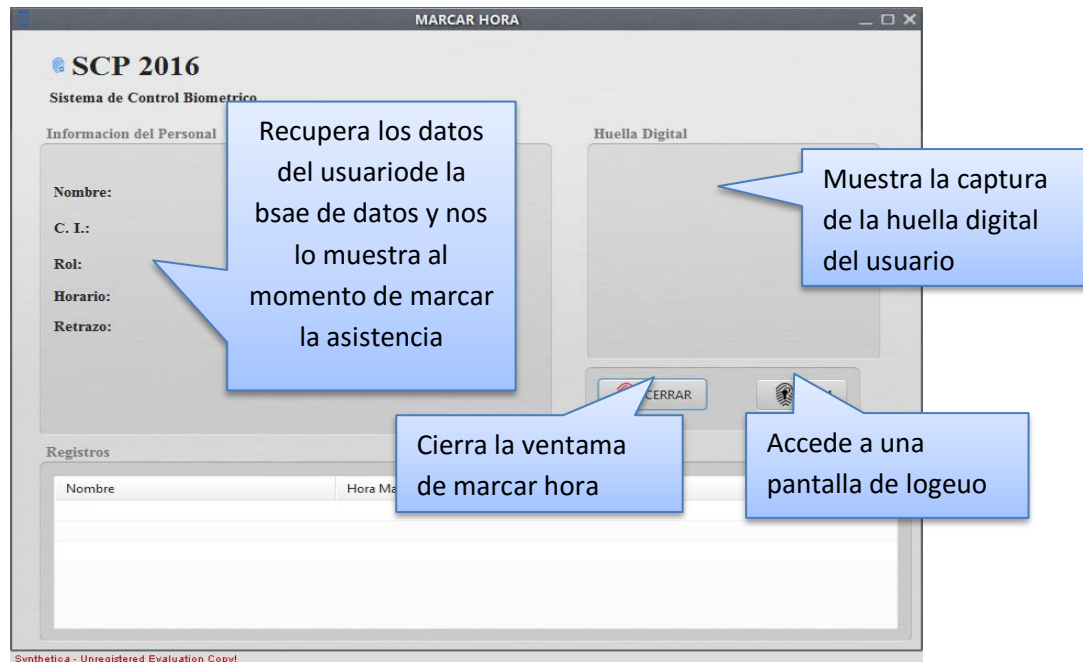 MARCAR HORA
SCP 2016
Sistema de Control Biometrico
Informacion del Personal
Nombre:
C. I.:
Rol:
Horario:
Retrazo:
Recupera los datos
del usuariode la
bsae de datos y nos
lo muestra al
momento de marcar
la asistencia
Huella Digital
Muestra la captura
de la huella digital
del usuario
CERRAR
Cierra la ventama
de marcar hora
Accede a una
pantalla de logeuo
Registros
Nombre
Hora
Synthetica - Unregistered Evaluation Copy!